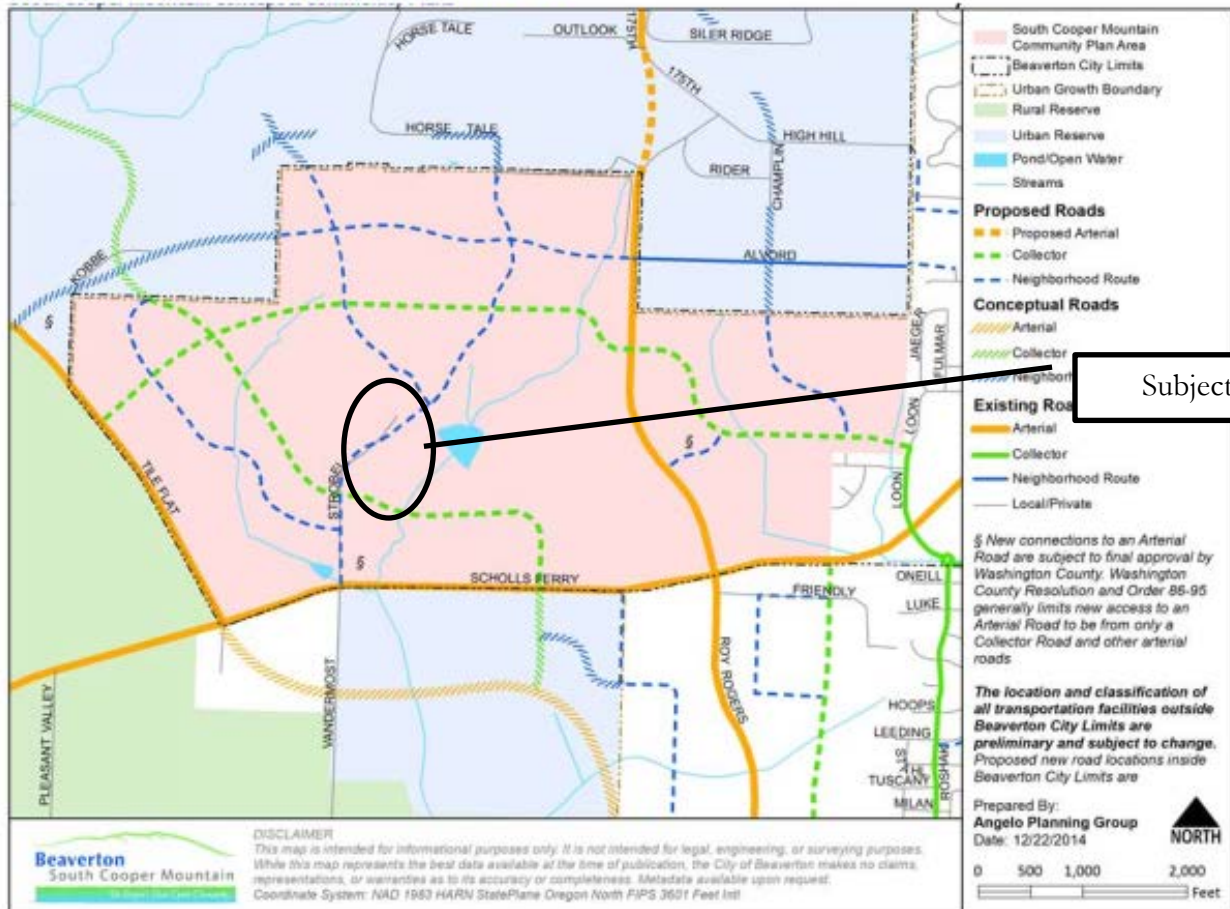 HORSE TALE
OUTLOOK
175TH
SILER RIDGE
175TH
HORSE TALE
HIGH HILL
RIDER
CHAMPLIN
KOBBE
ALVORD
§
JAEGER
FULMAR
LOON
§
TILE FLAT
STROBEL
LOON
§
SCHOLLS FERRY
FRIENDLY
ONEILL
LUKE
ROY ROGERS
VANDERMOST
PLEASANT VALLEY
HOOPS
LEEDING
TUSCANY
MILAN
ROSHAK
South Cooper Mountain
Community Plan Area
Beaverton City Limits
Urban Growth Boundary
Rural Reserve
Urban Reserve
Pond/Open Water
Streams
Proposed Roads
Proposed Arterial
Collector
Neighborhood Route
Conceptual Roads
Arterial
Collector
Neighborh
Subject
Existing Roa
Arterial
Collector
Neighborhood Route
Local/Private
§ New connections to an Arterial
Road are subject to final approval by
Washington County. Washington
County Resolution and Order 86-95
generally limits new access to an
Arterial Road to be from only a
Collector Road and other arterial
roads
The location and classification of
all transportation facilities outside
Beaverton City Limits are
preliminary and subject to change.
Proposed new road locations inside
Beaverton City Limits are
Prepared By:
Angelo Planning Group
Date: 12/22/2014
NORTH
0 500 1,000 2,000
Feet
Beaverton
South Cooper Mountain
DISCLAIMER
This map is intended for informational purposes only. It is not intended for legal, engineering, or surveying purposes.
While this map represents the best data available at the time of publication, the City of Beaverton makes no claims,
representations, or warranties as to its accuracy or completeness. Metadata available upon request.
Coordinate System: NAD 1983 HARN StatePlane Oregon North FIPS 3601 Feet Intl